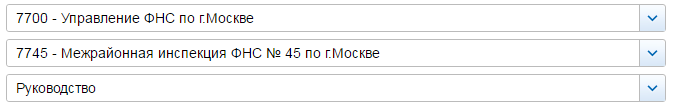 7700 - Управление ФНС по г.Москве
7745 - Межрайонная инспекция ФНС № 45 по г.Москве
Руководство